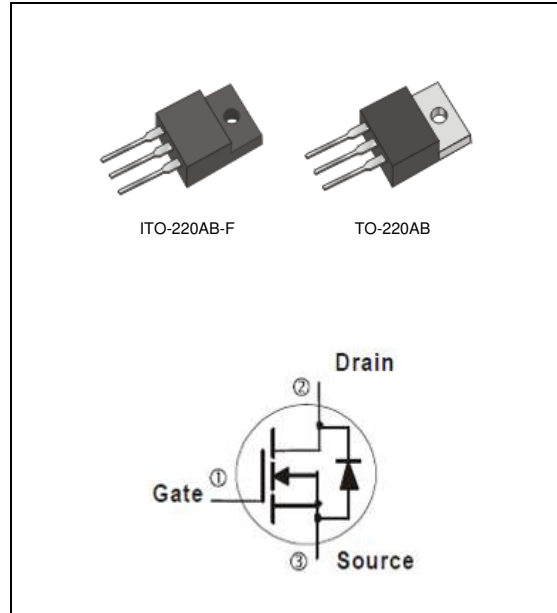 ITO-220AB-F
TO-220AB
Drain
②
①
Gate
③
Source